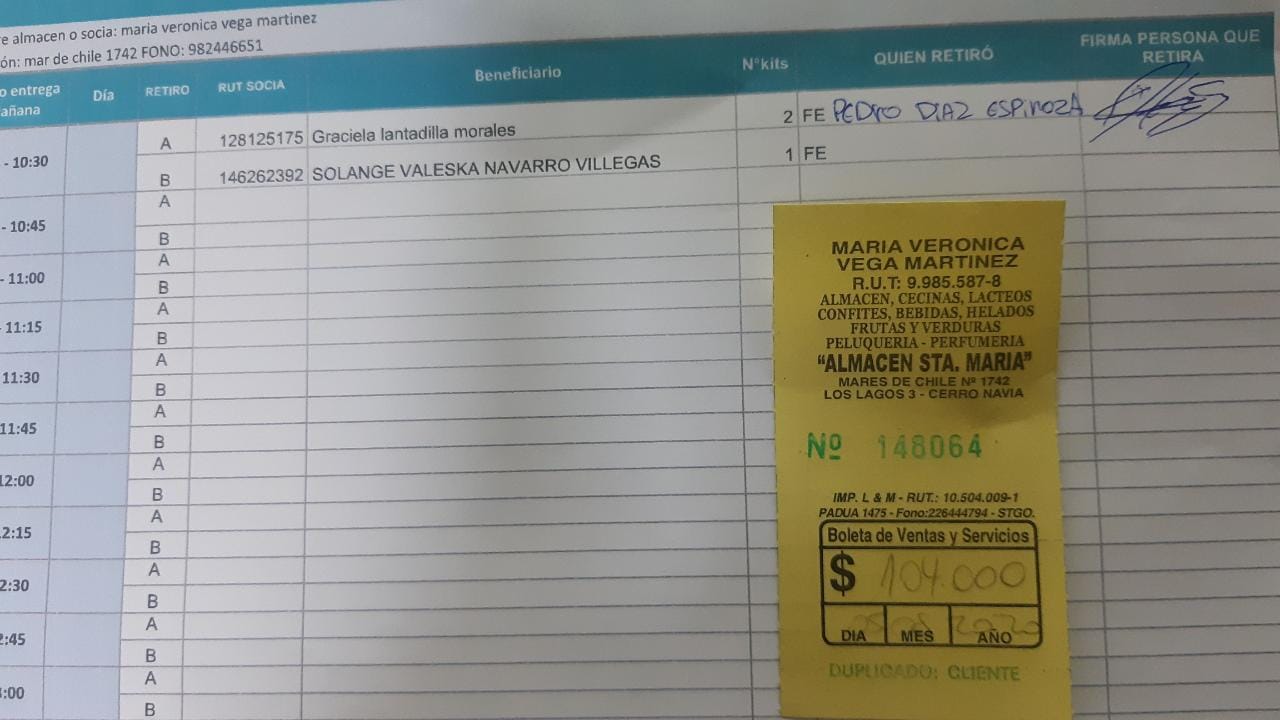 re almacen o socia: maria veronica vega martinez
ón: mar de chile 1742 FONO: 982446651
o entrega
añana
Día
RETIRO
RUT SOCIA
Beneficiario
N°kits
QUIEN RETIRÓ
FIRMA PERSONA QUE
RETIRA
- 10:30
A 128125175 Graciela lantadilla morales 2 FE PEDRO DIAZ ESPINOZA
B 146262392 SOLANGE VALESKA NAVARRO VILLEGAS 1 FE
- 10:45
A
B
- 11:00
A
B
- 11:15
A
B
11:30
A
B
11:45
A
B
12:00
A
B
2:15
A
B
2:30
A
B
2:45
A
B
:00
A
B
MARIA VERONICA
VEGA MARTINEZ
R.U.T: 9.985.587-8
ALMACEN, CECINAS, LACTEOS
CONFITES, BEBIDAS, HELADOS
FRUTAS Y VERDURAS
PELUQUERIA - PERFUMERIA
"ALMACEN STA. MARIA"
MARES DE CHILE Nº 1742
LOS LAGOS 3 - CERRO NAVIA
Nº 148064
IMP. L & M - RUT.: 10.504.009-1
PADUA 1475 - Fono:226444794 - STGO.
Boleta de Ventas y Servicios
$ 104.000
DIA MES AÑO
DUPLICADO: CLIENTE